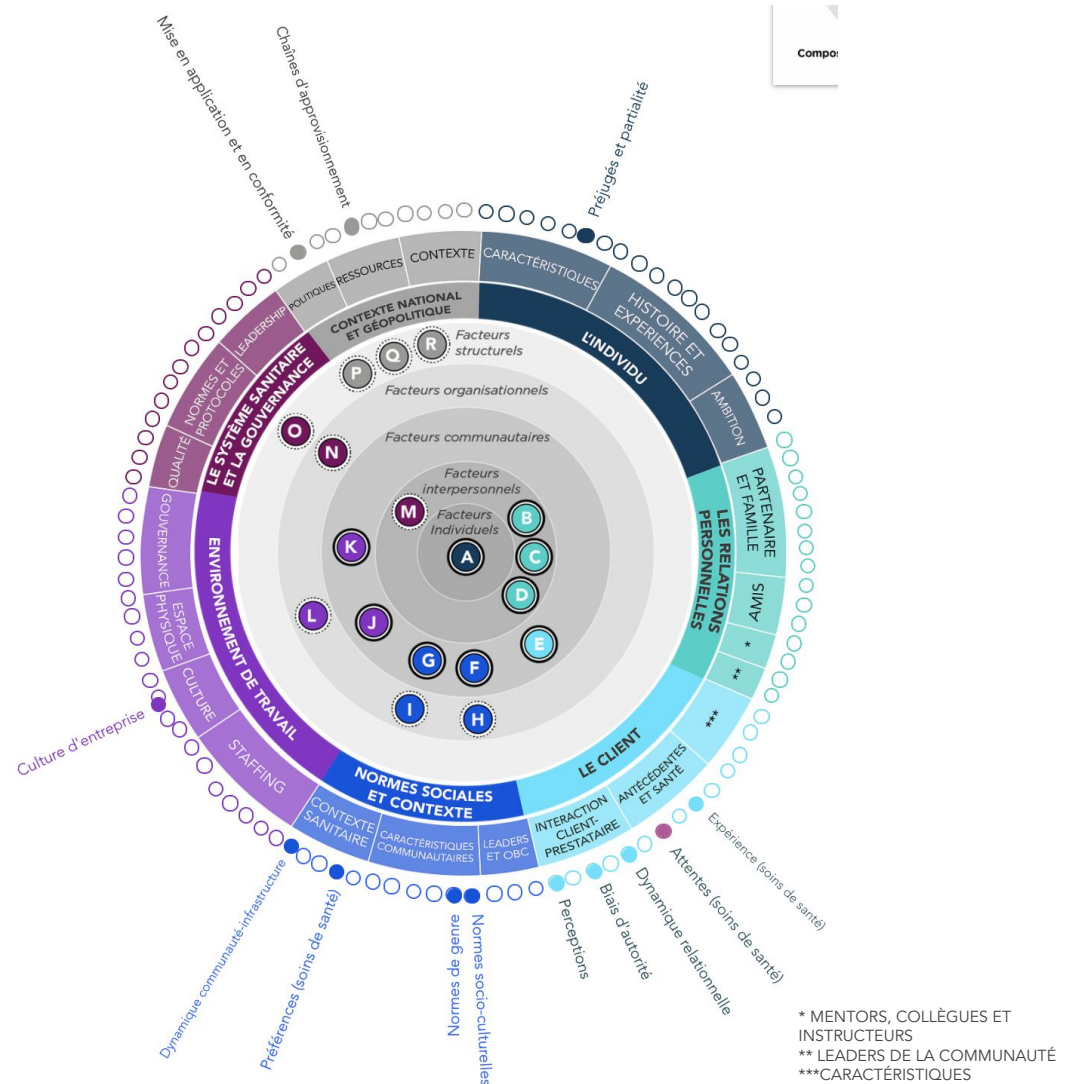 Compos
Mise en application et en conformité
Chaînes d'approvisionnement
Préjugés et partialité
POLITIQUES
RESSOURCES
CONTEXTE
CARACTÉRISTIQUES
HISTOIRE ET
EXPERIENCES
AMBITION
CONTEXTE NATIONAL
ET GÉOPOLITIQUE
L'INDIVIDU
LEADERSHIP
NORMES ET
PROTOCOLES
QUALITÉ
LE SYSTÈME SANITAIRE
ET LA GOUVERNANCE
PARTENAIRE
ET FAMILLE
AMIS
*
**
LES RELATIONS
PERSONNELLES
Facteurs
structurels
Facteurs organisationnels
Facteurs communautaires
Facteurs
interpersonnels
Facteurs
Individuels
R
Q
P
O
N
M
B
K
A
C
D
L
J
E
G
F
I
H
GOUVERNANCE
ESPACE
PHYSIQUE
CULTURE
STAFFING
ENVIRONNEMENT DE TRAVAIL
***
ANTÉCÉDENTES
ET SANTÉ
INTERACTION
CLIENT-
PRESTATAIRE
LE CLIENT
NORMES SOCIALES
ET CONTEXTE
CONTEXTE
SANITAIRE
CARACTÉRISTIQUES
COMMUNAUTAIRES
LEADERS
ET OBC
Culture d'entreprise
Dynamique communauté-infrastructure
Préférences (soins de santé)
Normes de genre
Normes socio-culturelles
Perceptions
Biais d'autorité
Dynamique relationnelle
Attentes (soins de santé)
Expérience (soins de santé)
* MENTORS, COLLÈGUES ET
INSTRUCTEURS
** LEADERS DE LA COMMUNAUTÉ
***CARACTÉRISTIQUES